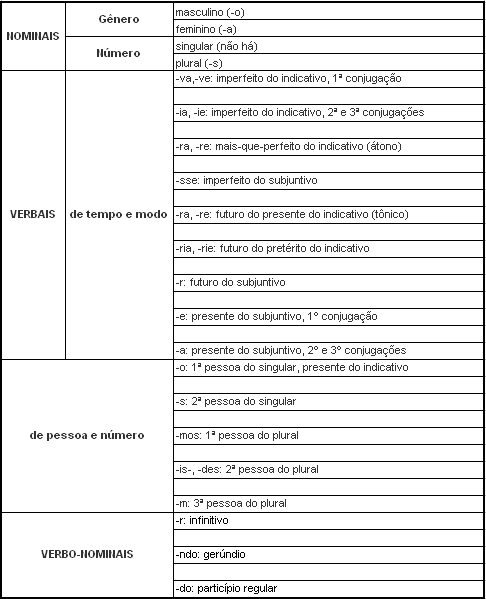 NOMINAIS
Gênero
masculino (-o)
feminino (-a)
Número
singular (não há)
plural (-s)
VERBAIS
de tempo e modo
-va,-ve: imperfeito do indicativo, 1ª conjugação
-ia, -ie: imperfeito do indicativo, 2ª e 3ª conjugações
-ra, -re: mais-que-perfeito do indicativo (átono)
-sse: imperfeito do subjuntivo
-ra, -re: futuro do presente do indicativo (tônico)
-ria, -rie: futuro do pretérito do indicativo
-r: futuro do subjuntivo
-e: presente do subjuntivo, 1º conjugação
-a: presente do subjuntivo, 2º e 3º conjugações
de pessoa e número
-o: 1ª pessoa do singular, presente do indicativo
-s: 2ª pessoa do singular
-mos: 1ª pessoa do plural
-is-, -des: 2ª pessoa do plural
-m: 3ª pessoa do plural
VERBO-NOMINAIS
-r: infinitivo
-ndo: gerúndio
-do: particípio regular